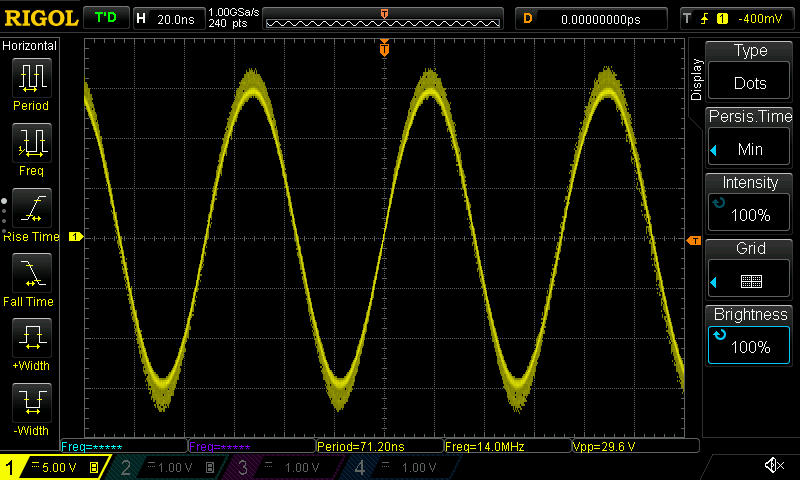 RIGOL T'D H 20.0ns 1.00GSa/s 240 pts T D 0.00000000ps T 1 -400mV
Horizontal
Period
Freq
Rise Time
Fall Time
+Width
-Width
T
1
T
Display
Type
Dots
Persis.Time
Min
Intensity
100%
Grid
Brightness
100%
Freq=***** Freq=***** Period=71.20ns Freq=14.0MHz Vpp=29.6 V
1 5.00 V B 2 1.00 V B 3 1.00 V 4 1.00 V